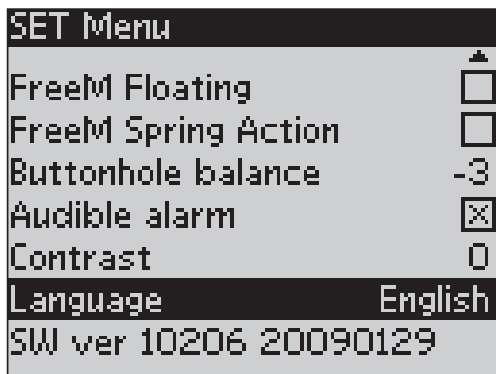 SET Menu
FreeM Floating
FreeM Spring Action
Buttonhole balance -3
Audible alarm
Contrast 0
Language English
SW ver 10206 20090129